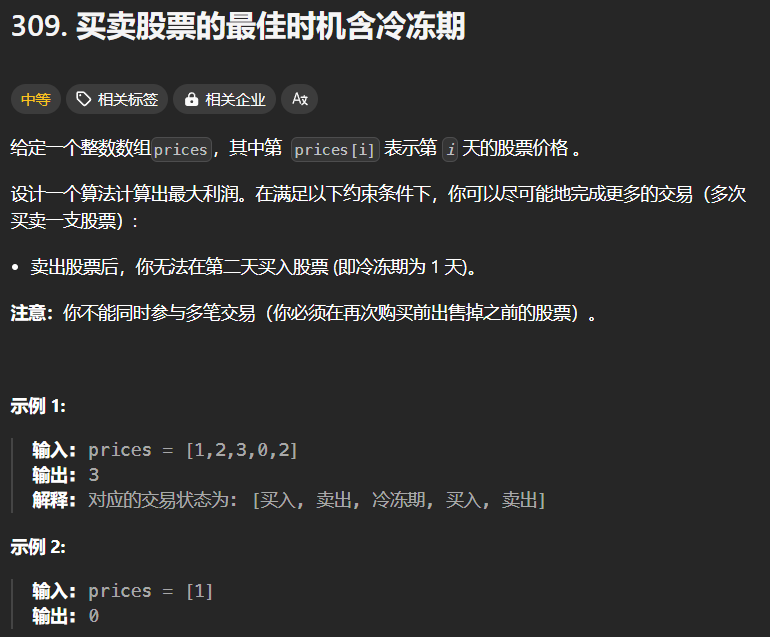 309. 买卖股票的最佳时机含冷冻期
中等 相关标签 相关企业 Aあ
给定一个整数数组prices，其中第 prices[i] 表示第 i 天的股票价格 。
设计一个算法计算出最大利润。在满足以下约束条件下，你可以尽可能地完成更多的交易（多次
买卖一支股票）:
• 卖出股票后，你无法在第二天买入股票 (即冷冻期为 1 天)。
注意：你不能同时参与多笔交易（你必须在再次购买前出售掉之前的股票）。
示例 1:
输入: prices = [1,2,3,0,2]
输出: 3
解释: 对应的交易状态为: [买入, 卖出, 冷冻期, 买入, 卖出]
示例 2:
输入: prices = [1]
输出: 0